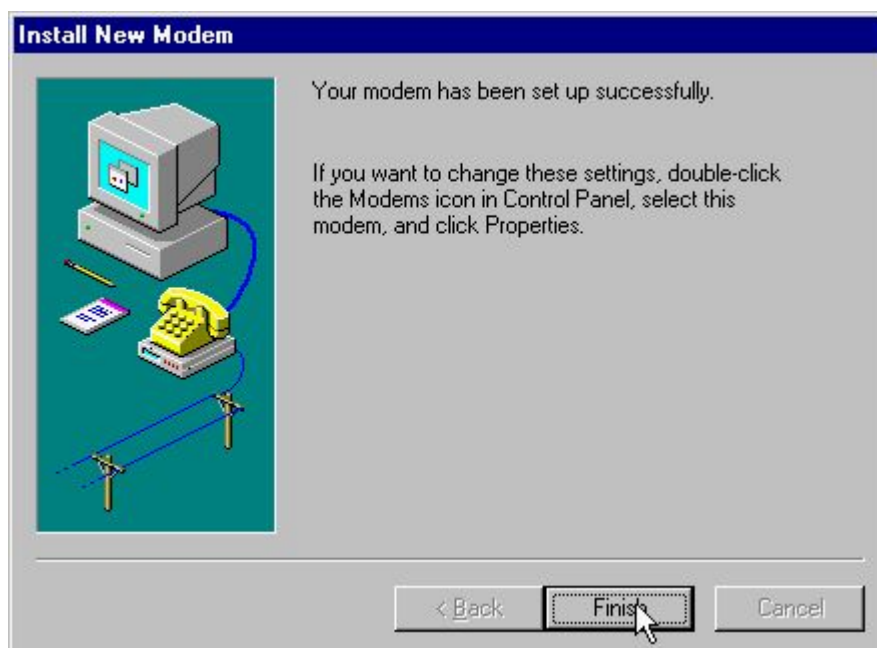 Install New Modem
Your modem has been set up successfully.
If you want to change these settings, double-click
the Modems icon in Control Panel, select this
modem, and click Properties.
< Back
Finish
Cancel